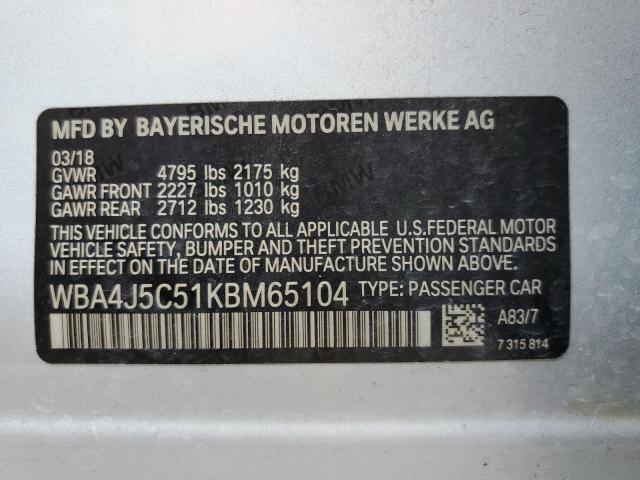 MFD BY BAYERISCHE MOTOREN WERKE AG
03/18
GVWR 4795 lbs 2175 kg
GAWR FRONT 2227 lbs 1010 kg
GAWR REAR 2712 lbs 1230 kg
THIS VEHICLE CONFORMS TO ALL APPLICABLE U.S.FEDERAL MOTOR
VEHICLE SAFETY, BUMPER AND THEFT PREVENTION STANDARDS
IN EFFECT ON THE DATE OF MANUFACTURE SHOWN ABOVE.
WBA4J5C51KBM65104 TYPE: PASSENGER CAR
A83/7
7 315 814